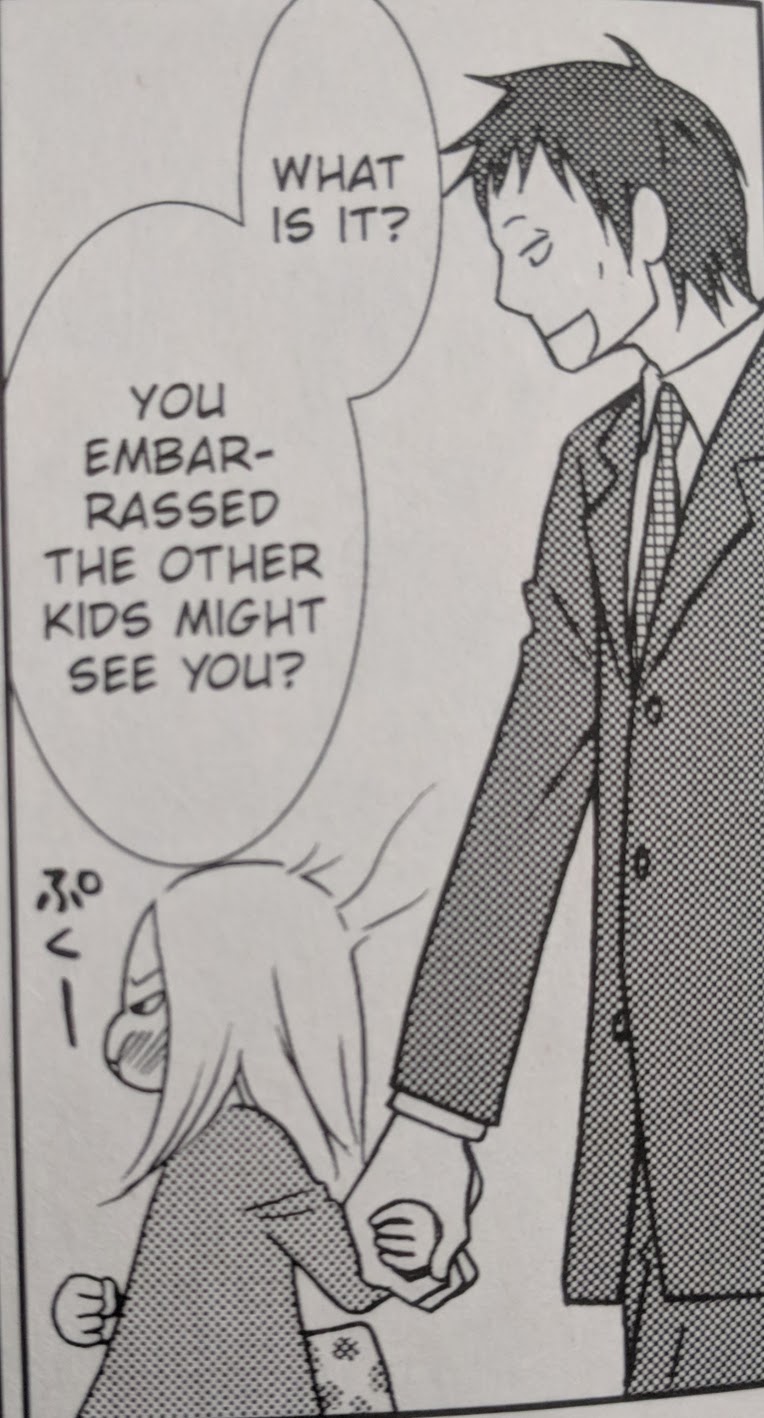 WHAT
IS IT?
YOU
EMBAR-
RASSED
THE OTHER
KIDS MIGHT
SEE YOU?
ぷくー